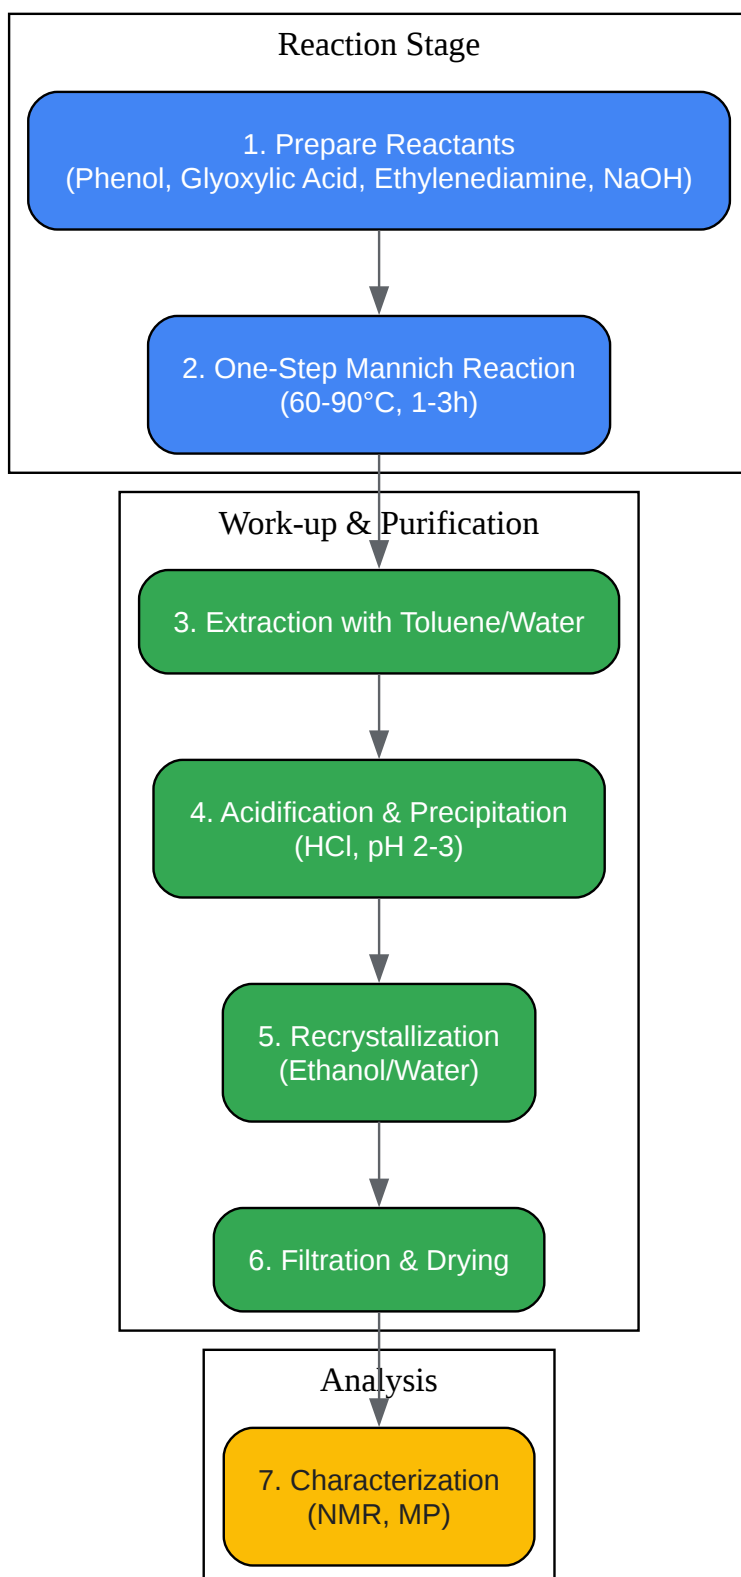 Reaction Stage
1. Prepare Reactants
(Phenol, Glyoxylic Acid, Ethylenediamine, NaOH)
2. One-Step Mannich Reaction
(60-90°C, 1-3h)
Work-up & Purification
3. Extraction with Toluene/Water
4. Acidification & Precipitation
(HCl, pH 2-3)
5. Recrystallization
(Ethanol/Water)
6. Filtration & Drying
Analysis
7. Characterization
(NMR, MP)